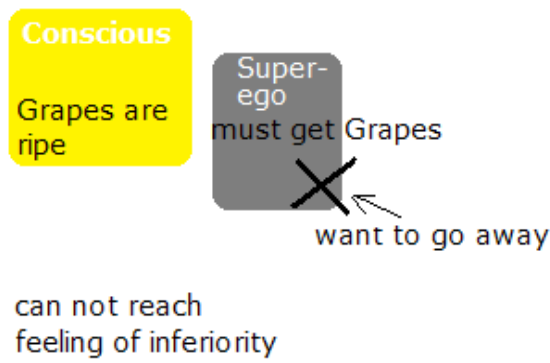 Conscious
Grapes are
ripe
Super-
ego
must get Grapes
want to go away
can not reach
feeling of inferiority